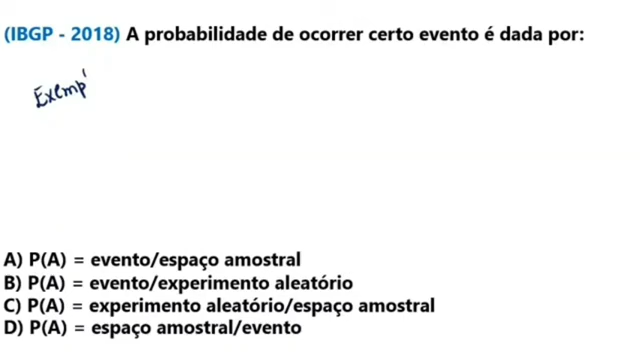 (IBGP - 2018) A probabilidade de ocorrer certo evento é dada por:
Exemp
A) P(A) = evento/espaço amostral
B) P(A) = evento/experimento aleatório
C) P(A) = experimento aleatório/espaço amostral
D) P(A) = espaço amostral/evento